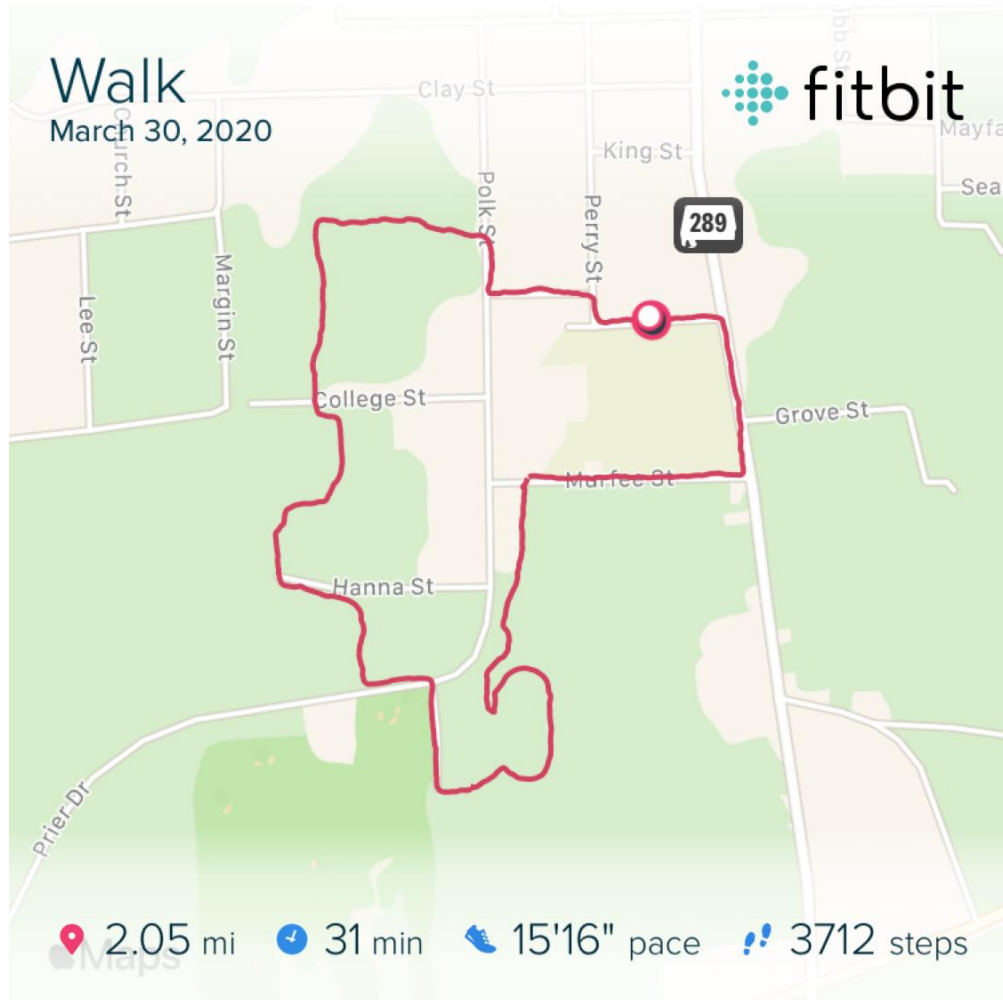 Walk
March 30, 2020
fitbit
Clay St
King St
Mayfa
Sea
Church St
Polk St
Perry St
289
Lee St
Margin St
College St
Grove St
Murfee St
Hanna St
Prier Dr
2.05 mi
31 min
15'16" pace
3712 steps
Maps